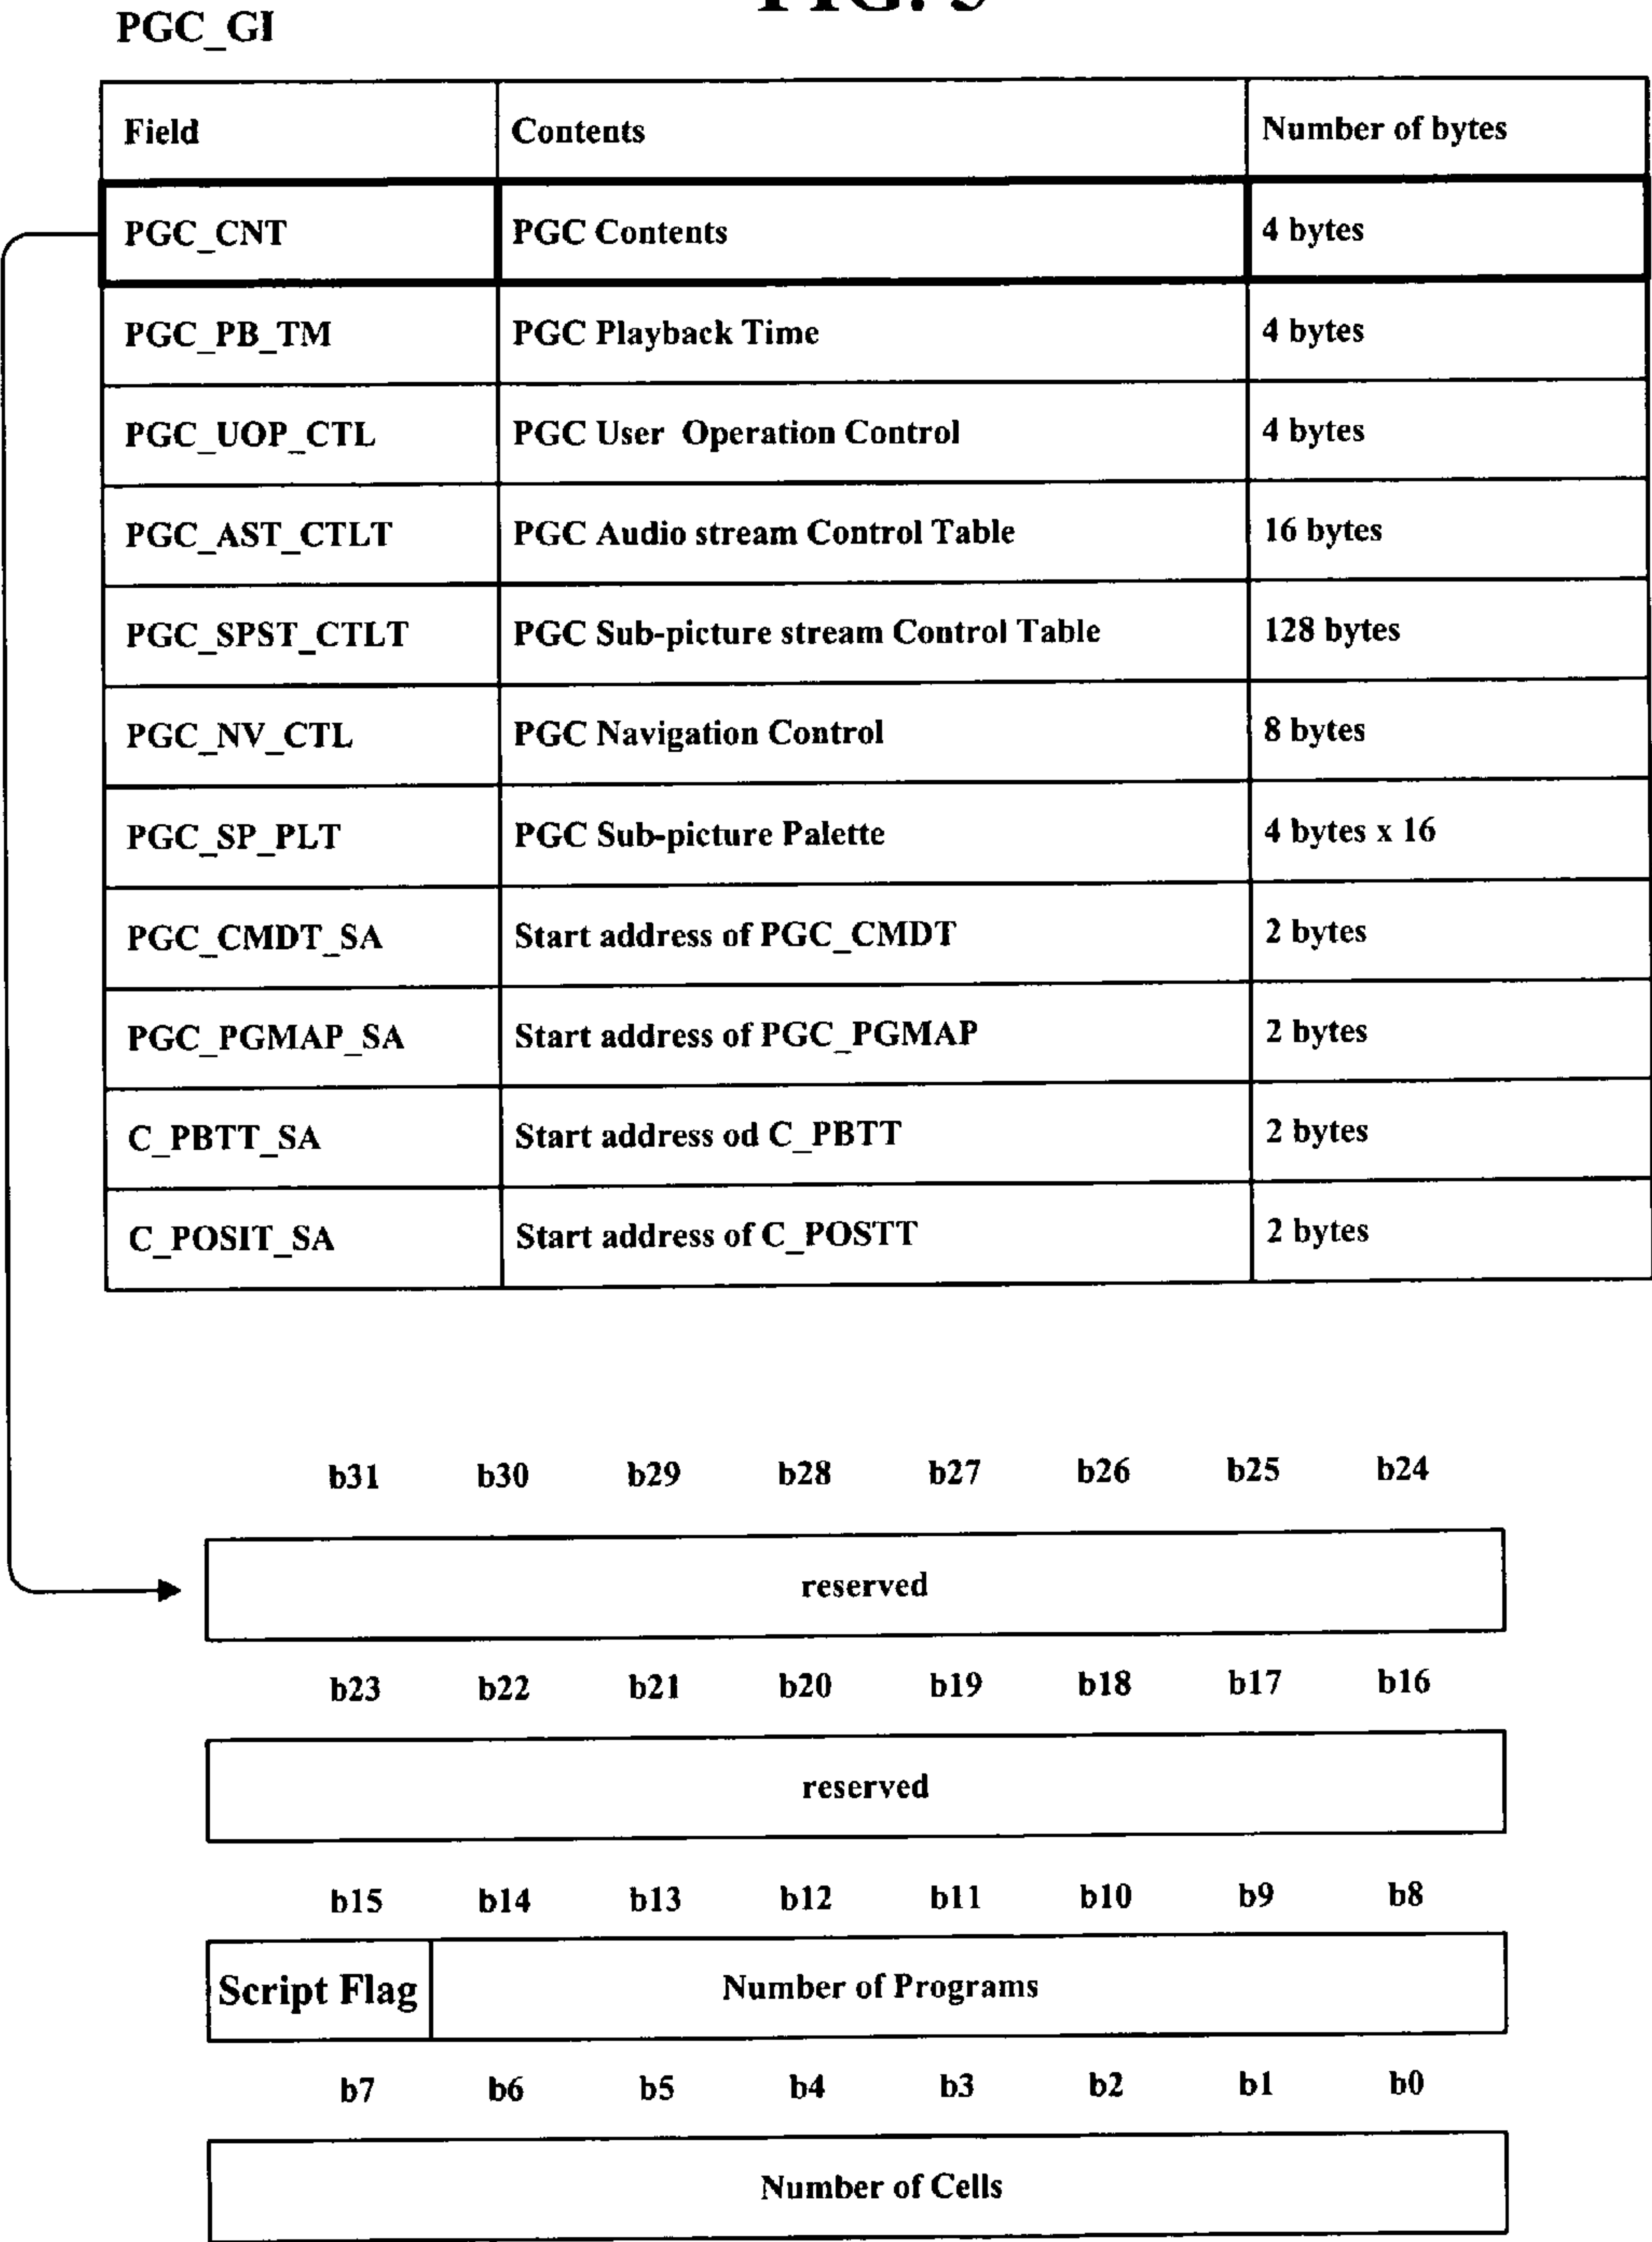 PGC_GI
Field Contents Number of bytes
PGC_CNT PGC Contents 4 bytes
PGC_PB_TM PGC Playback Time 4 bytes
PGC_UOP_CTL PGC User Operation Control 4 bytes
PGC_AST_CTLT PGC Audio stream Control Table 16 bytes
PGC_SPST_CTLT PGC Sub-picture stream Control Table 128 bytes
PGC_NV_CTL PGC Navigation Control 8 bytes
PGC_SP_PLT PGC Sub-picture Palette 4 bytes x 16
PGC_CMDT_SA Start address of PGC_CMDT 2 bytes
PGC_PGMAP_SA Start address of PGC_PGMAP 2 bytes
C_PBTT_SA Start address od C_PBTT 2 bytes
C_POSIT_SA Start address of C_POSTT 2 bytes
b31 b30 b29 b28 b27 b26 b25 b24
reserved
b23 b22 b21 b20 b19 b18 b17 b16
reserved
b15 b14 b13 b12 b11 b10 b9 b8
Script Flag Number of Programs
b7 b6 b5 b4 b3 b2 b1 b0
Number of Cells